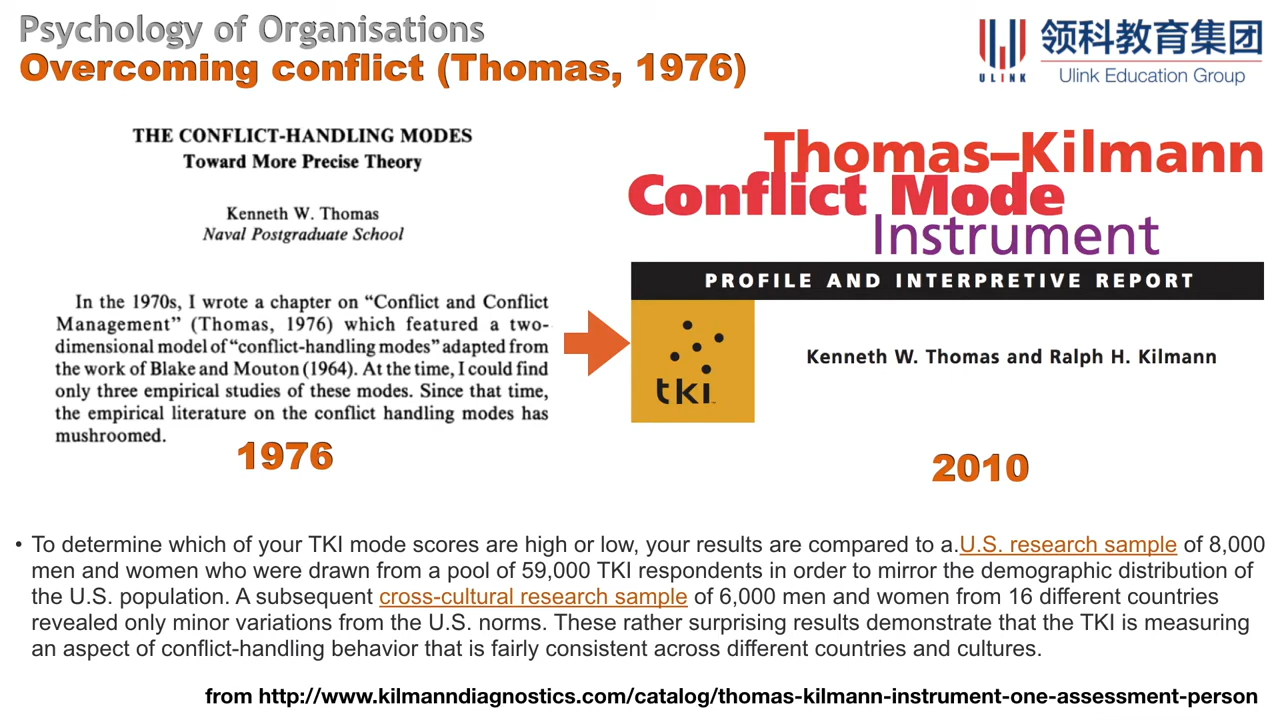 Psychology of Organisations
Overcoming conflict (Thomas, 1976)
ULINK
领科教育集团
Ulink Education Group
THE CONFLICT-HANDLING MODES
Toward More Precise Theory
Kenneth W. Thomas
Naval Postgraduate School
In the 1970s, I wrote a chapter on “Conflict and Conflict
Management” (Thomas, 1976) which featured a two-
dimensional model of “conflict-handling modes” adapted from
the work of Blake and Mouton (1964). At the time, I could find
only three empirical studies of these modes. Since that time,
the empirical literature on the conflict handling modes has
mushroomed.
1976
Thomas–Kilmann
Conflict Mode
Instrument
PROFILE AND INTERPRETIVE REPORT
tki
Kenneth W. Thomas and Ralph H. Kilmann
2010
• To determine which of your TKI mode scores are high or low, your results are compared to a.U.S. research sample of 8,000
men and women who were drawn from a pool of 59,000 TKI respondents in order to mirror the demographic distribution of
the U.S. population. A subsequent cross-cultural research sample of 6,000 men and women from 16 different countries
revealed only minor variations from the U.S. norms. These rather surprising results demonstrate that the TKI is measuring
an aspect of conflict-handling behavior that is fairly consistent across different countries and cultures.
from http://www.kilmanndiagnostics.com/catalog/thomas-kilmann-instrument-one-assessment-person